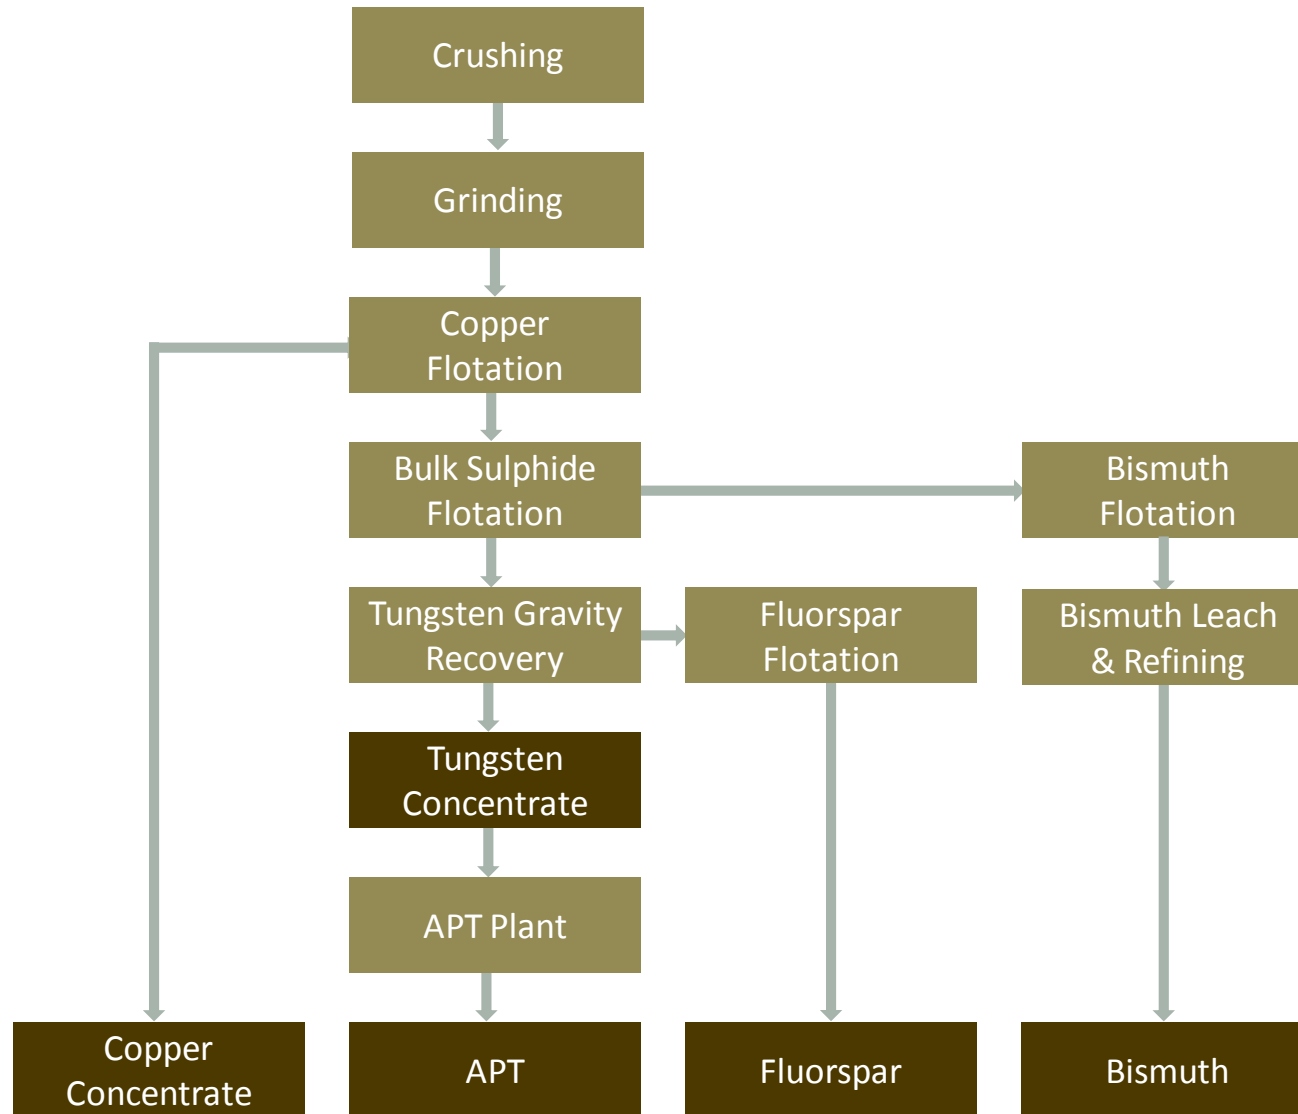 Crushing
Grinding
Copper
Flotation
Bulk Sulphide
Flotation
Bismuth
Flotation
Tungsten Gravity
Recovery
Fluorspar
Flotation
Bismuth Leach
& Refining
Tungsten
Concentrate
APT Plant
Copper
Concentrate
APT
Fluorspar
Bismuth